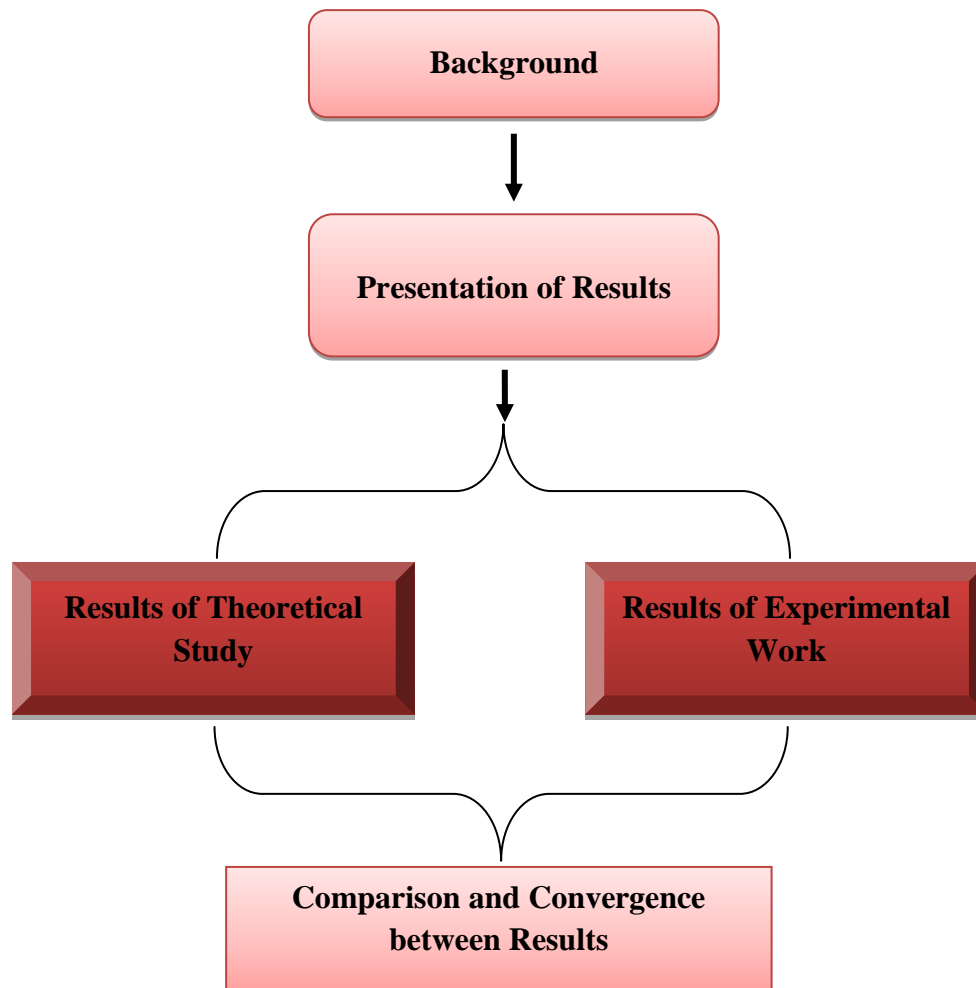 Background
Presentation of Results
Results of Theoretical
Study
Results of Experimental
Work
Comparison and Convergence
between Results